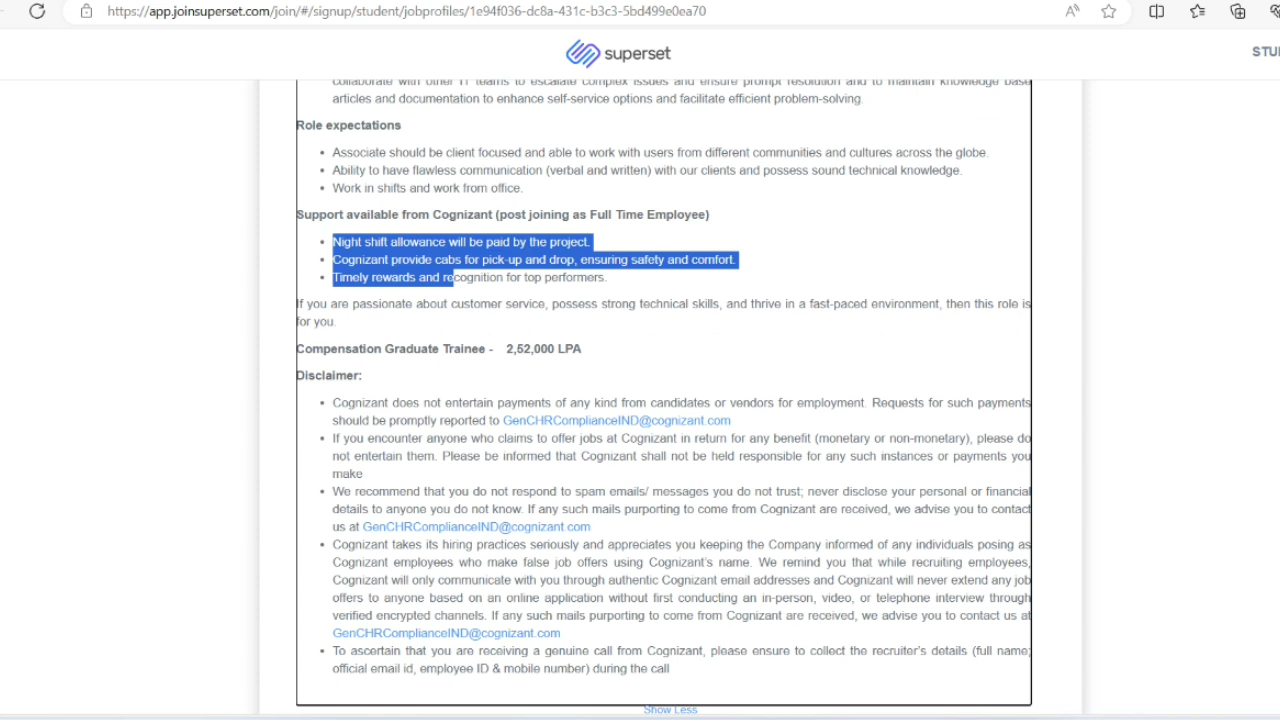 https://app.joinsuperset.com/join/#/signup/student/jobprofiles/1e94f036-dc8a-431c-b3c3-5bd499e0ea70
superset
STU
collaborate with other IT teams to escalate complex issues and ensure prompt resolution and to maintain knowledge base
articles and documentation to enhance self-service options and facilitate efficient problem-solving.
Role expectations
• Associate should be client focused and able to work with users from different communities and cultures across the globe.
• Ability to have flawless communication (verbal and written) with our clients and possess sound technical knowledge.
• Work in shifts and work from office.
Support available from Cognizant (post joining as Full Time Employee)
• Night shift allowance will be paid by the project.
• Cognizant provide cabs for pick-up and drop, ensuring safety and comfort.
• Timely rewards and recognition for top performers.
If you are passionate about customer service, possess strong technical skills, and thrive in a fast-paced environment, then this role is
for you.
Compensation Graduate Trainee - 2,52,000 LPA
Disclaimer:
• Cognizant does not entertain payments of any kind from candidates or vendors for employment. Requests for such payments
should be promptly reported to GenCHRComplianceIND@cognizant.com
• If you encounter anyone who claims to offer jobs at Cognizant in return for any benefit (monetary or non-monetary), please do
not entertain them. Please be informed that Cognizant shall not be held responsible for any such instances or payments you
make
• We recommend that you do not respond to spam emails/ messages you do not trust; never disclose your personal or financial
details to anyone you do not know. If any such mails purporting to come from Cognizant are received, we advise you to contact
us at GenCHRComplianceIND@cognizant.com
• Cognizant takes its hiring practices seriously and appreciates you keeping the Company informed of any individuals posing as
Cognizant employees who make false job offers using Cognizant's name. We remind you that while recruiting employees,
Cognizant will only communicate with you through authentic Cognizant email addresses and Cognizant will never extend any job
offers to anyone based on an online application without first conducting an in-person, video, or telephone interview through
verified encrypted channels. If any such mails purporting to come from Cognizant are received, we advise you to contact us at
GenCHRComplianceIND@cognizant.com
• To ascertain that you are receiving a genuine call from Cognizant, please ensure to collect the recruiter's details (full name;
official email id, employee ID & mobile number) during the call
Show Less